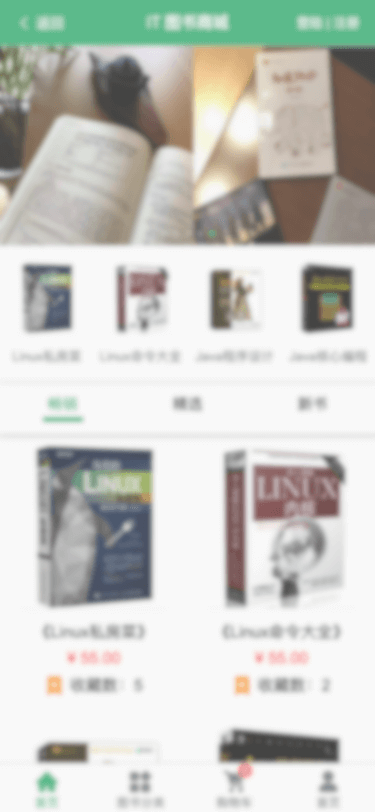 返回 IT 图书商城 登陆 | 注册
Linux私房菜 Linux命令大全 Java程序设计 Java核心编程
畅销 精选 新书
LINUX LINUX
《Linux私房菜》 《Linux命令大全》
¥ 55.00 ¥ 55.00
收藏数：5 收藏数：2
首页 图书分类 购物车 首页